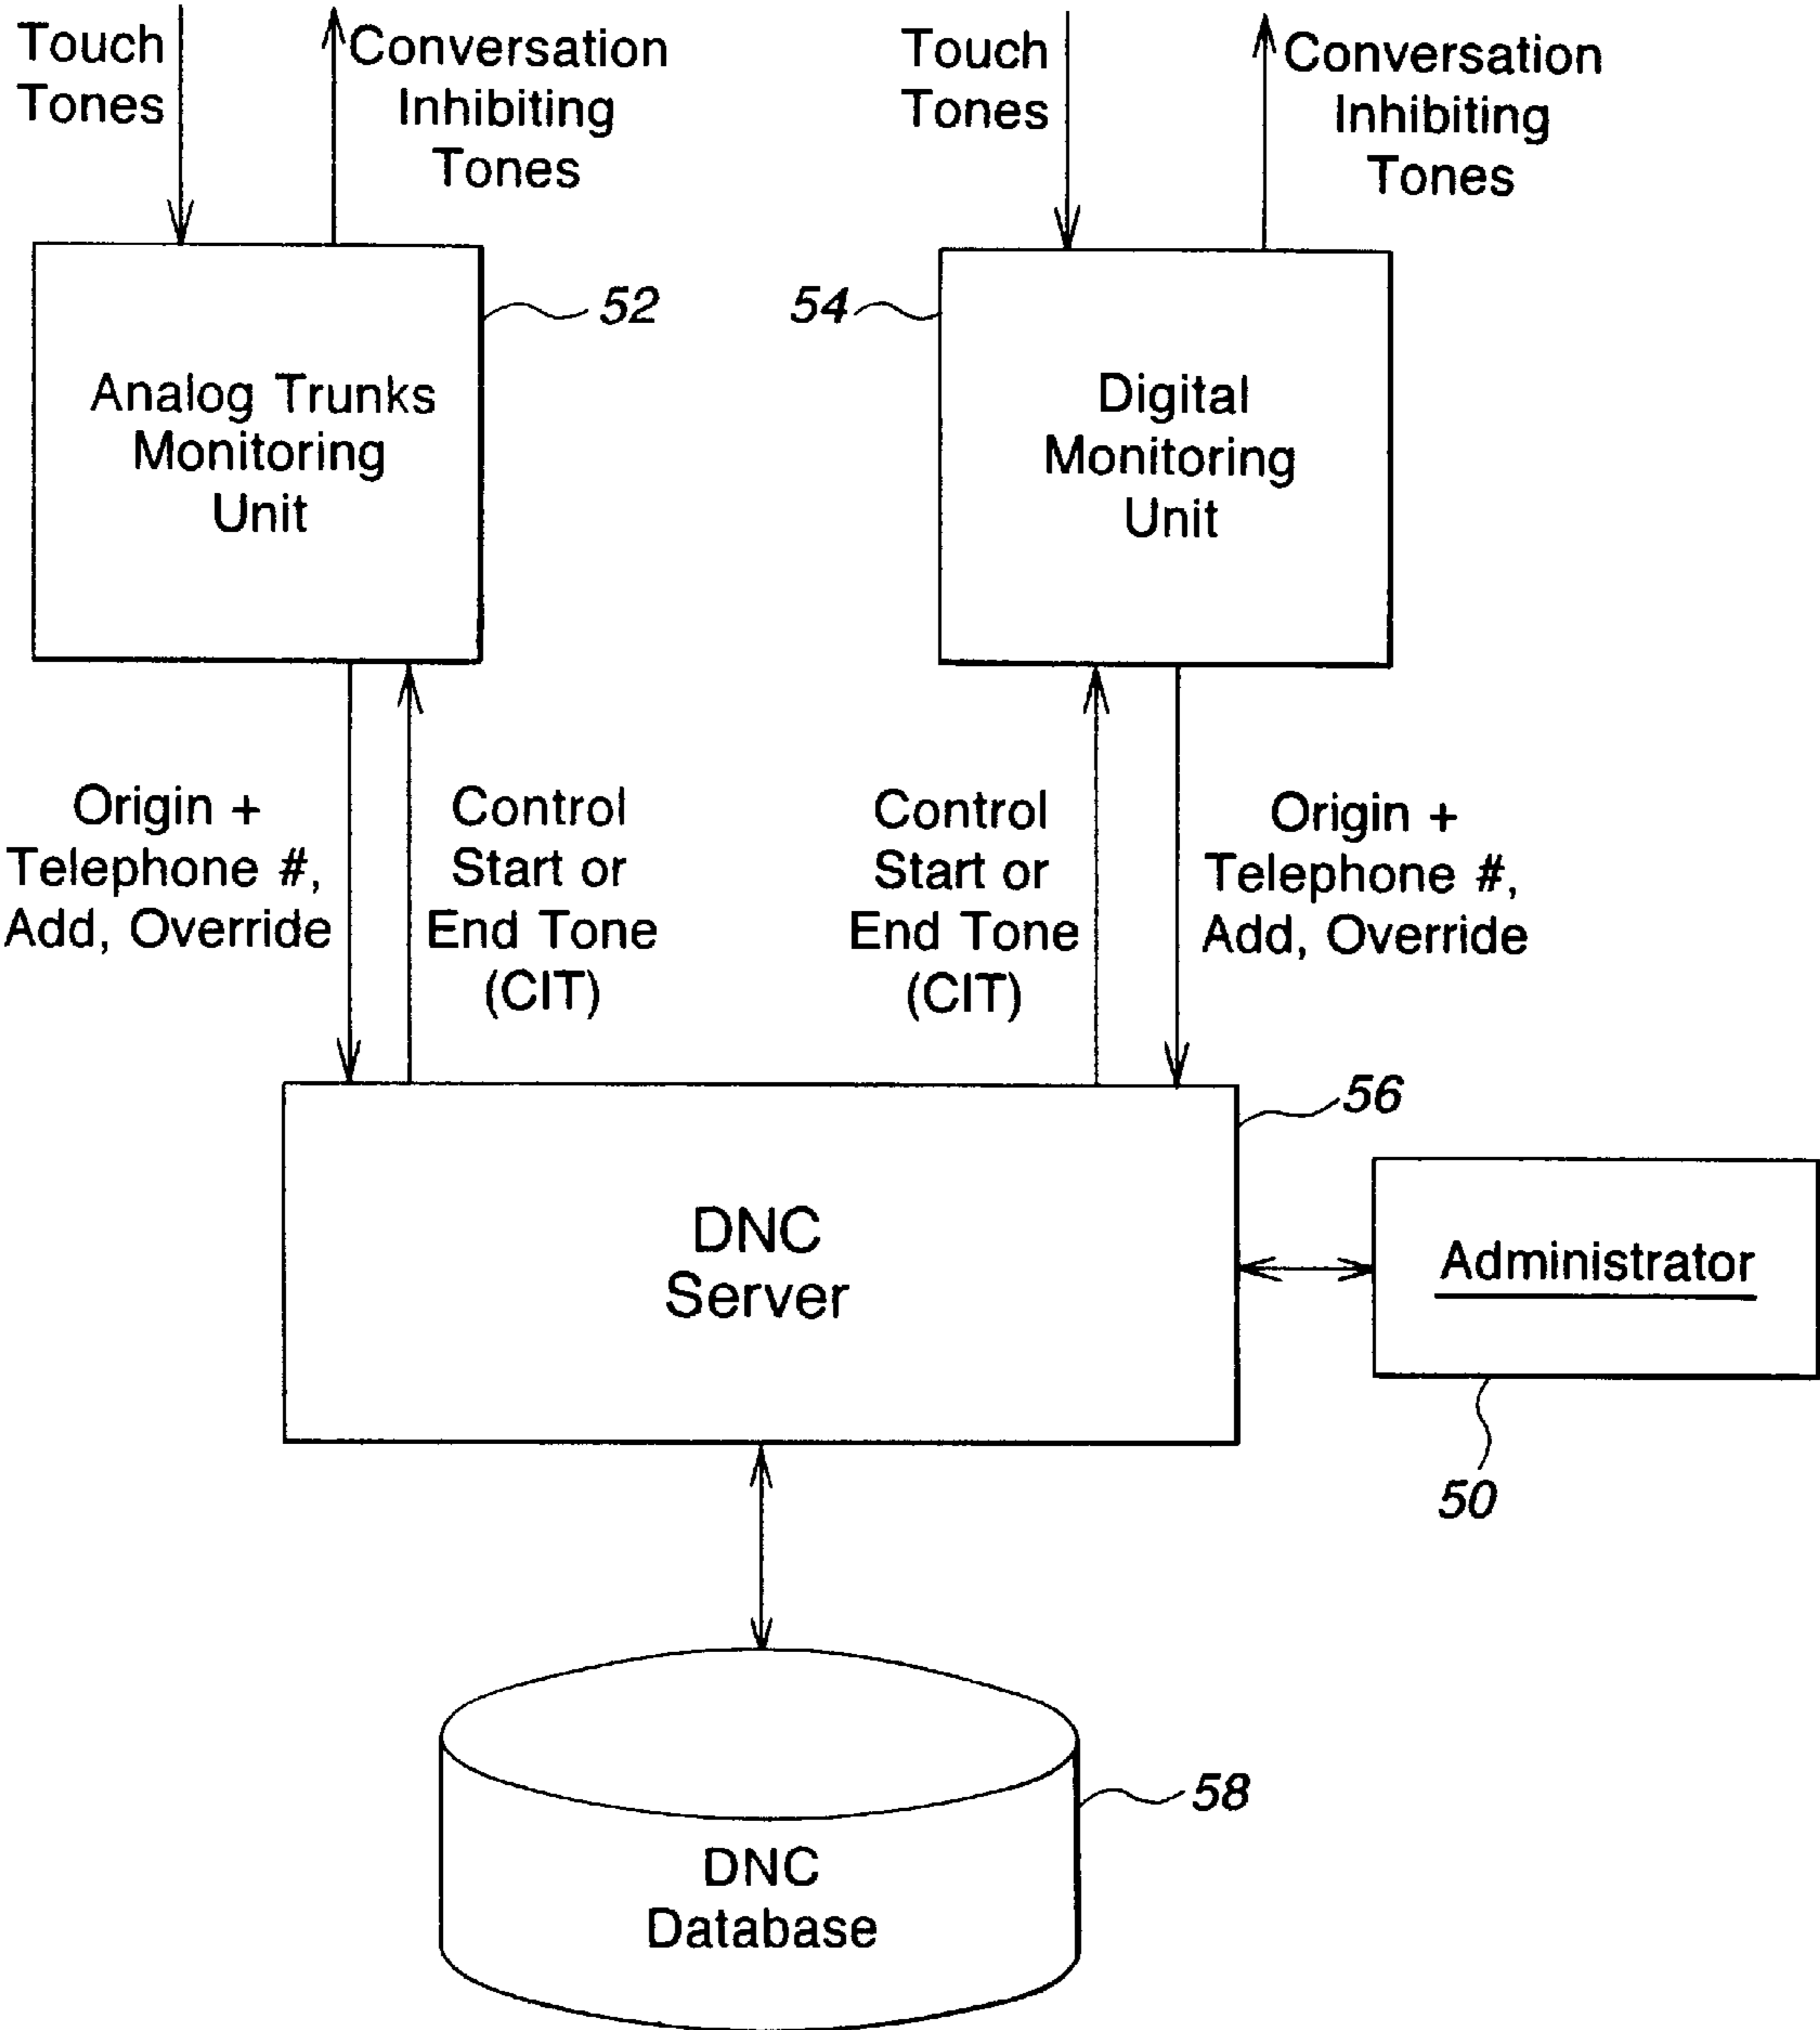 Touch
Tones
Conversation
Inhibiting
Tones
Touch
Tones
Conversation
Inhibiting
Tones
52
54
Analog Trunks
Monitoring
Unit
Digital
Monitoring
Unit
Origin +
Telephone #,
Add, Override
Control
Start or
End Tone
(CIT)
Control
Start or
End Tone
(CIT)
Origin +
Telephone #,
Add, Override
56
DNC
Server
Administrator
50
58
DNC
Database